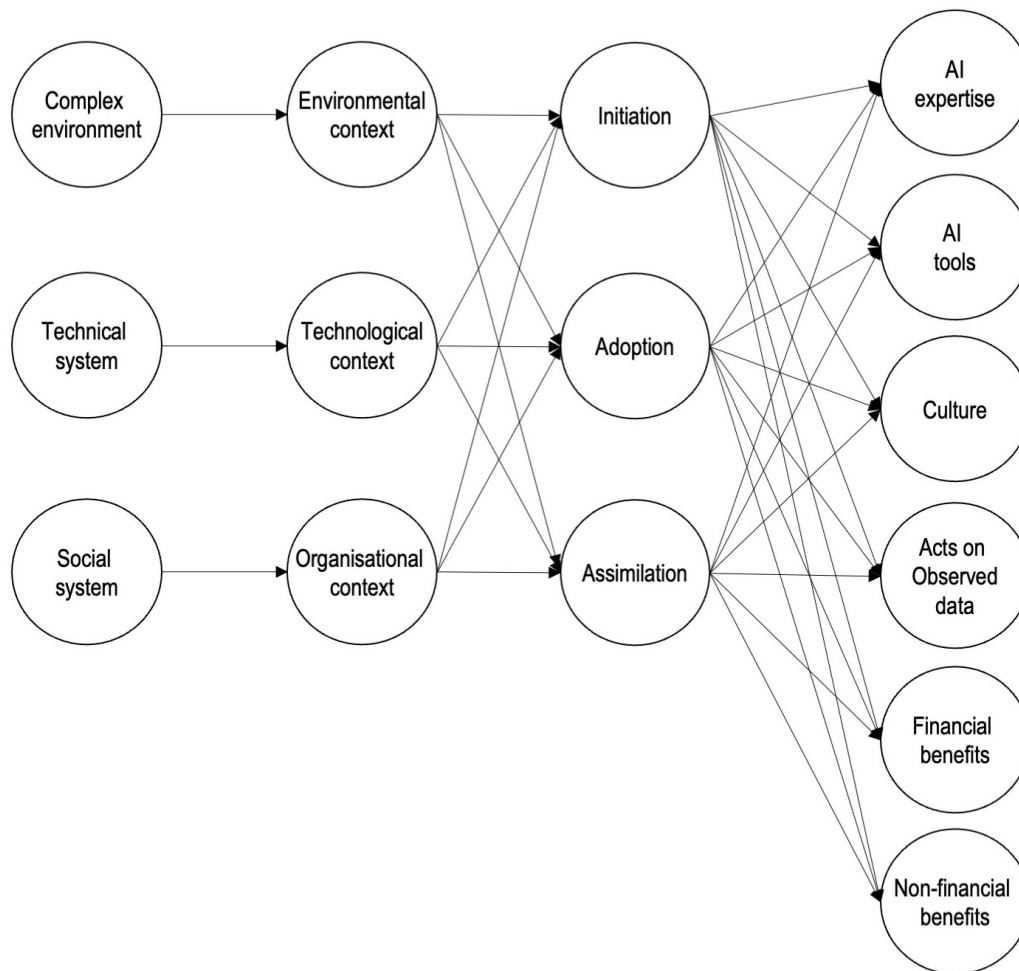 Complex
environment
Environmental
context
Initiation
AI
expertise
AI
tools
Technical
system
Technological
context
Adoption
Culture
Social
system
Organisational
context
Assimilation
Acts on
Observed
data
Financial
benefits
Non-financial
benefits